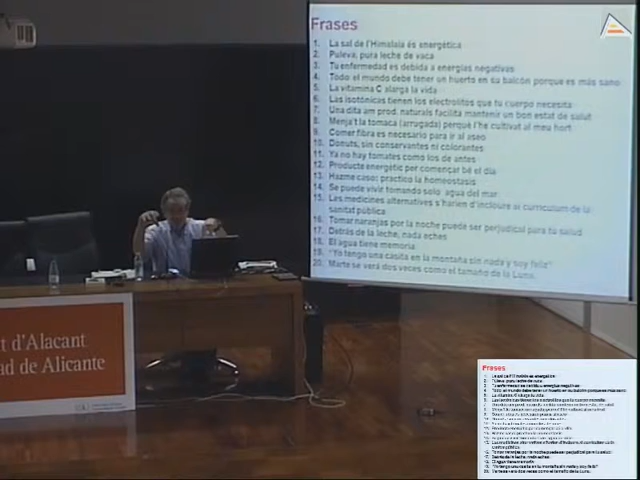 Frases
1. La sal de l'Himalaia és energètica
2. Puleva, pura leche de vaca
3. Tu enfermedad es debida a energías negativas
4. Todo el mundo debe tener un huerto en su balcón porque es más sano
5. La vitamina C alarga la vida
6. Las isotónicas tienen los electrolitos que tu cuerpo necesita
7. Una dita am prod. naturals facilita mantenir un bon estat de salut
8. Menja't la tomaca (arrugada) perquè l'he cultivat al meu hort
9. Comer fibra es necesario para ir al aseo
10. Donuts, sin conservantes ni colorantes
11. Ya no hay tomates como los de antes
12. Producte energètic per començar bé el dia
13. Hazme caso: practico la homeostasis
14. Se puede vivir tomando solo agua del mar
15. Les medicines alternatives s'harien d'incloure al currículum de la
sanitat pública
16. Tomar naranjas por la noche puede ser perjudicial para tu salud
17. Detrás de la leche, nada eches
18. El agua tiene memoria
19. "Yo tengo una casita en la montaña sin nada y soy feliz"
20. Marte se verá dos veces como el tamaño de la Luna
t d'Alacant
ad de Alicante
Frases